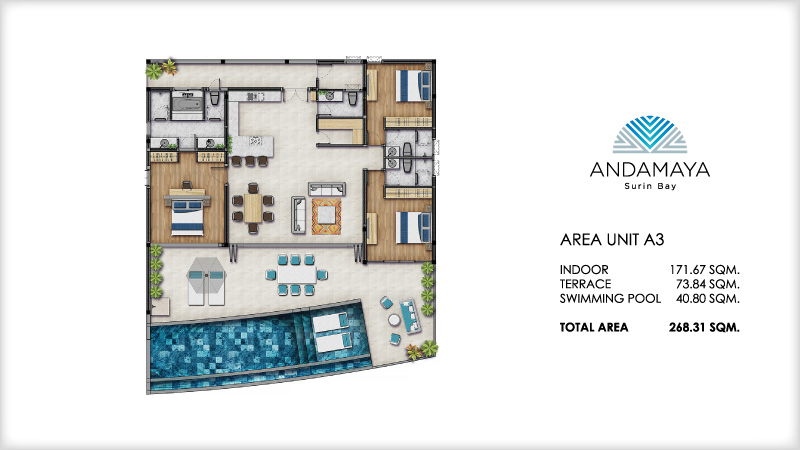 ANDAMAYA
Surin Bay
AREA UNIT A3
INDOOR 171.67 SQM.
TERRACE 73.84 SQM.
SWIMMING POOL 40.80 SQM.
TOTAL AREA 268.31 SQM.